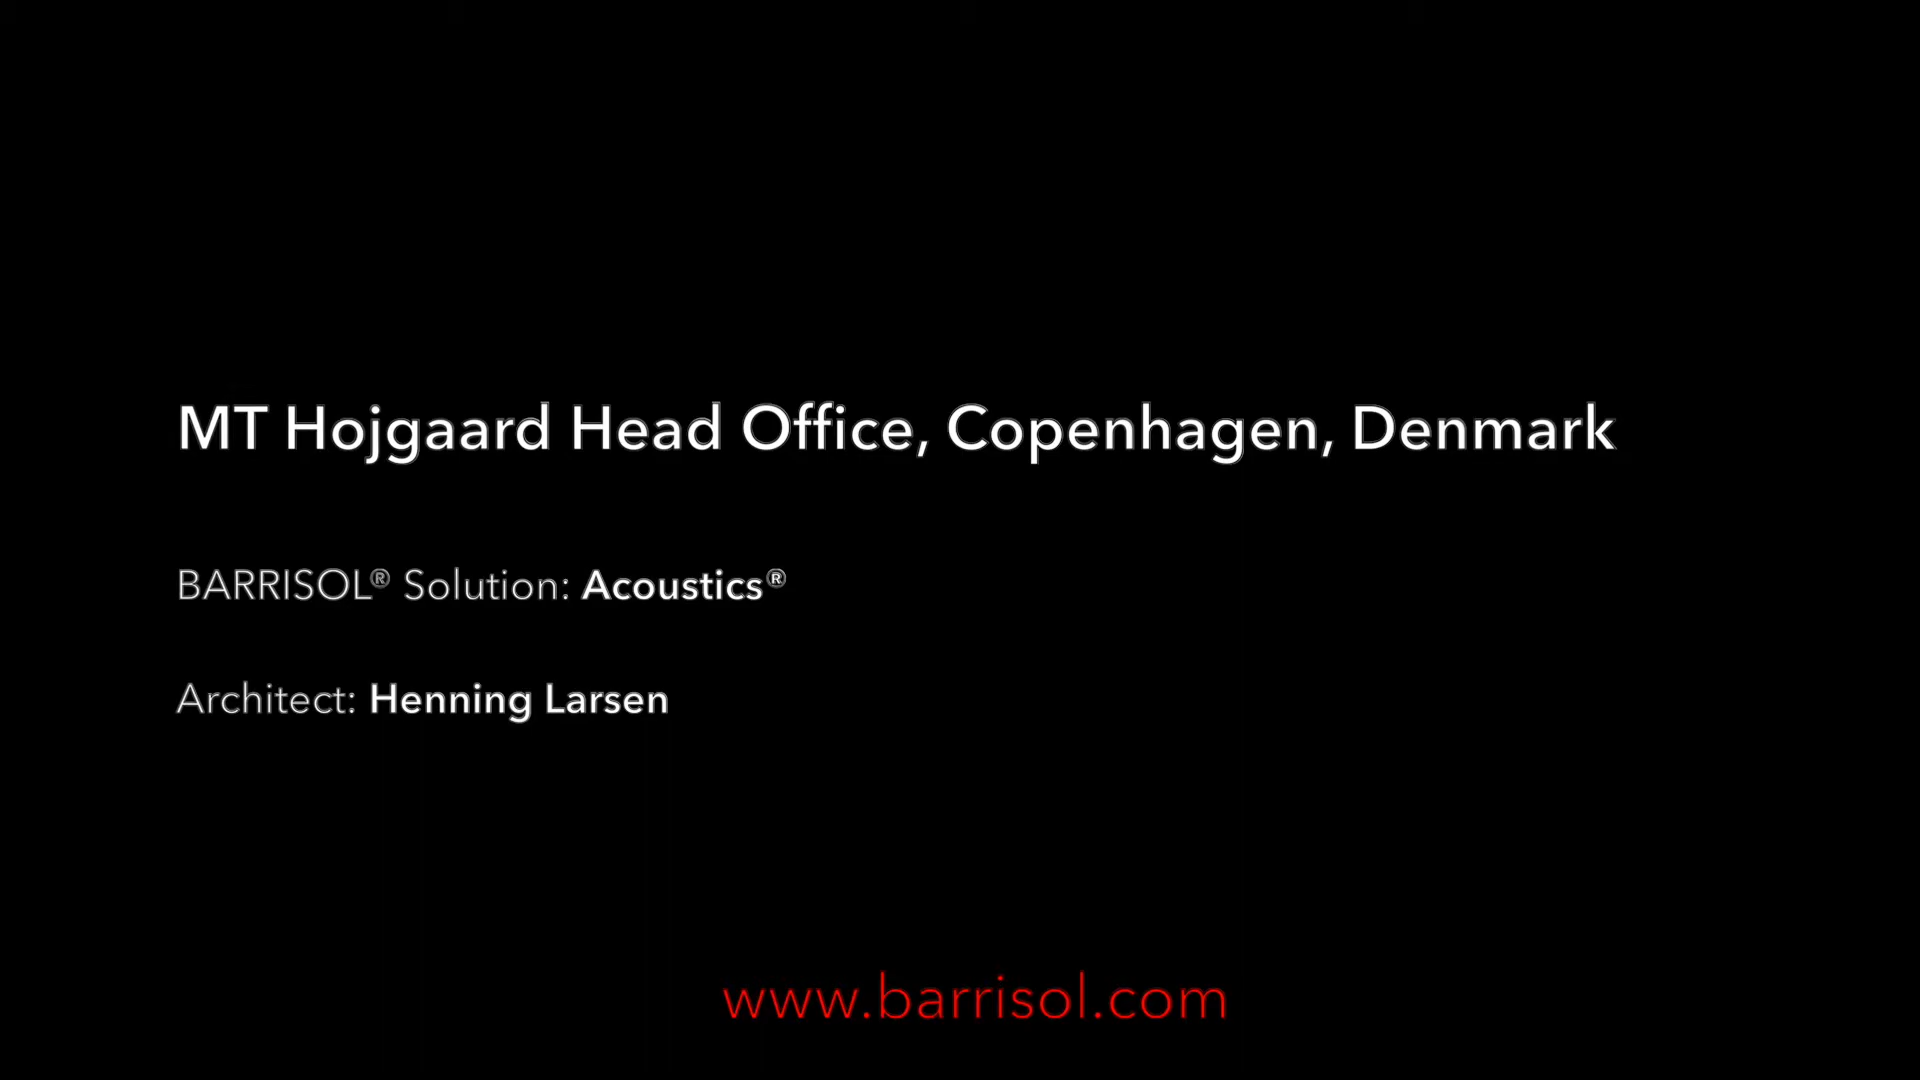 MT Hojgaard Head Office, Copenhagen, Denmark
BARRISOL® Solution: Acoustics®
Architect: Henning Larsen
www.barrisol.com